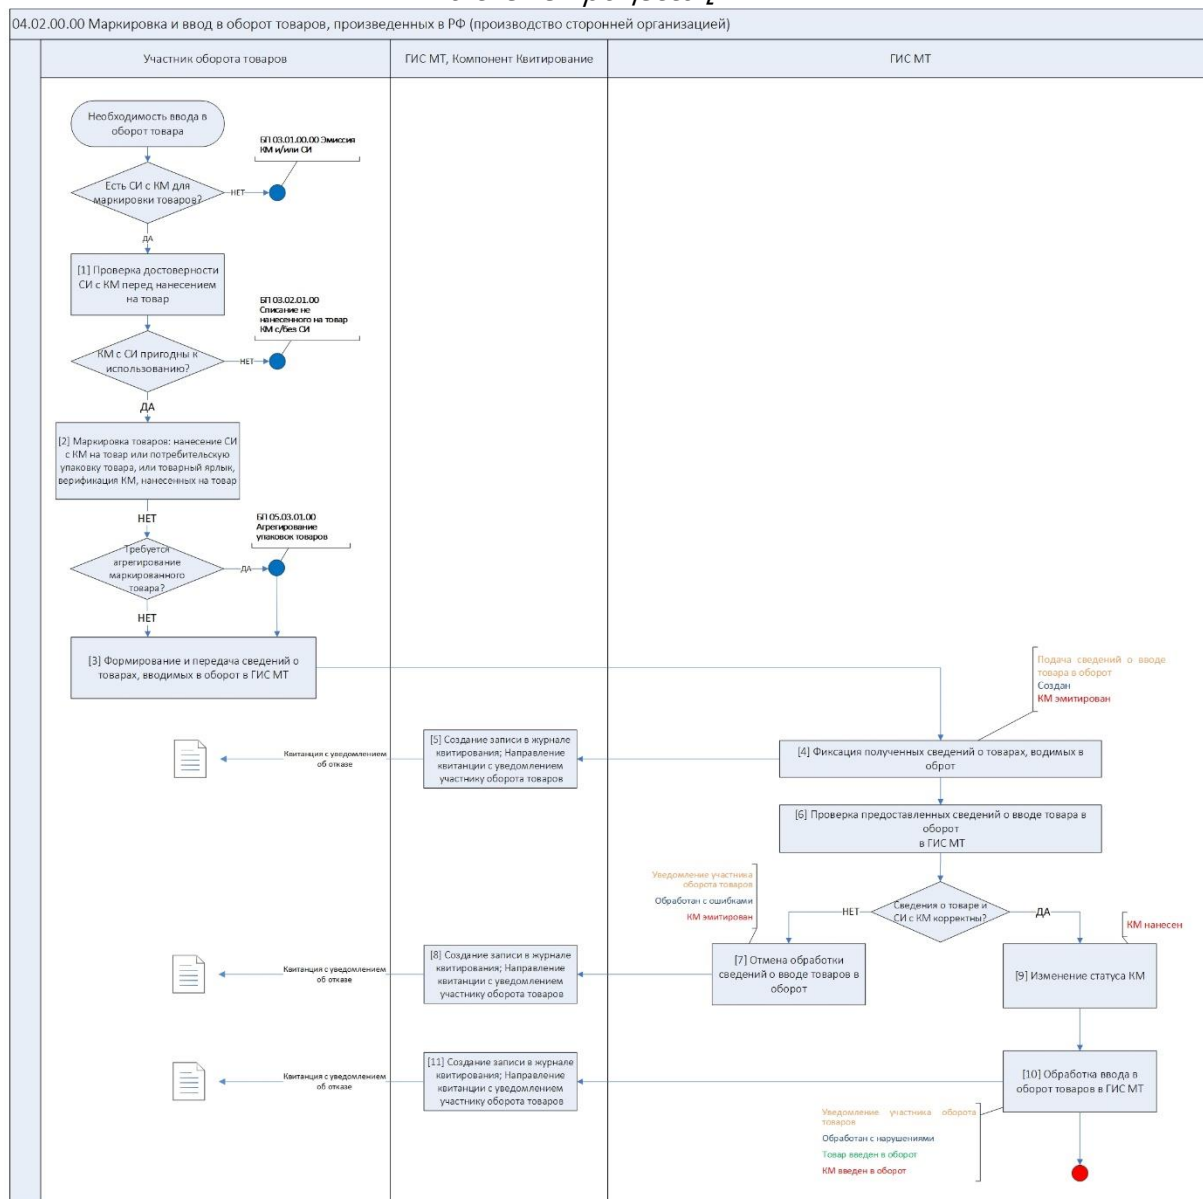 04.02.00.00 Маркировка и ввод в оборот товаров, произведенных в РФ (производство сторонней организацией)
Участник оборота товаров
ГИС МТ, Компонент Квитирование
ГИС МТ
Необходимость ввода в
оборот товара
БП 03.01.00.00 Эмиссия
КМ и/или СИ
Есть СИ с КМ для
маркировки товаров?
НЕТ
ДА
[1] Проверка достоверности
СИ с КМ перед нанесением
на товар
БП 03.02.01.00
Списание не
нанесенного на товар
КМ с/без СИ
КМ с СИ пригодны к
использованию?
НЕТ
ДА
[2] Маркировка товаров: нанесение СИ
с КМ на товар или потребительскую
упаковку товара, или товарный ярлык,
верификация КМ, нанесенных на товар
НЕТ
БП 05.03.01.00
Агрегирование
упаковок товаров
Требуется
агрегирование
маркированного
товара?
ДА
НЕТ
[3] Формирование и передача сведений о
товарах, вводимых в оборот в ГИС МТ
Подача сведений о вводе
товара в оборот
Создан
КМ эмитирован
[4] Фиксация полученных сведений о товарах, водимых в
оброт
[5] Создание записи в журнале
квитирования; Направление
квитанции с уведомлением
участнику оборота товаров
Квитанция с уведомлением
об отказе
[6] Проверка предоставленных сведений о вводе товара в
оборот
в ГИС МТ
Уведомление участника
оборота товаров
Обработан с ошибками
КМ эмитирован
Сведения о товаре и
СИ с КМ корректны?
НЕТ
ДА
КМ нанесен
[7] Отмена обработки
сведений о вводе товаров в
оборот
[8] Создание записи в журнале
квитирования; Направление
квитанции с уведомлением
участнику оборота товаров
Квитанция с уведомлением
об отказе
[9] Изменение статуса КМ
[10] Обработка ввода в
оборот товаров в ГИС МТ
[11] Создание записи в журнале
квитирования; Направление
квитанции с уведомлением
участнику оборота товаров
Квитанция с уведомлением
об отказе
Уведомление участника оборота
товаров
Обработан с нарушениями
Товар введен в оборот
КМ введен в оборот